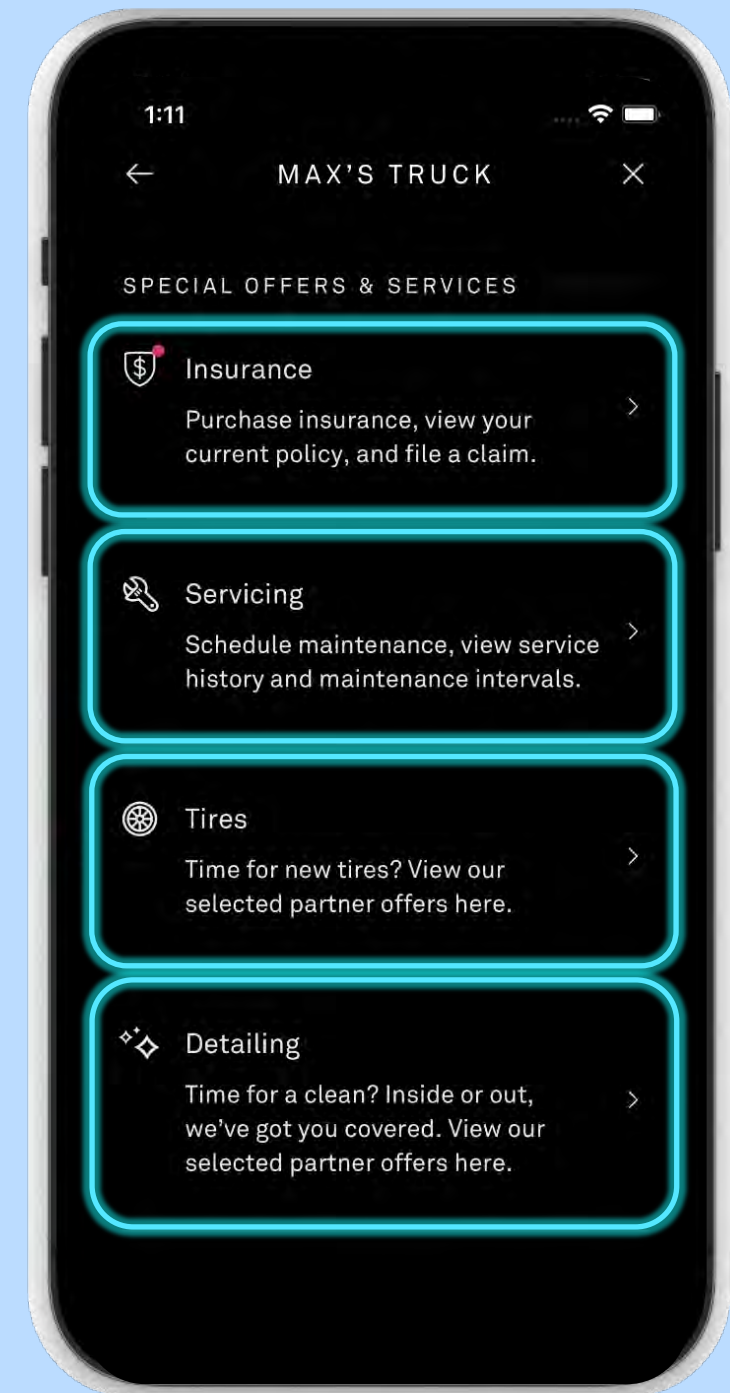 1:11
MAX'S TRUCK
SPECIAL OFFERS & SERVICES
Insurance
Purchase insurance, view your
current policy, and file a claim.
Servicing
Schedule maintenance, view service
history and maintenance intervals.
Tires
Time for new tires? View our
selected partner offers here.
Detailing
Time for a clean? Inside or out,
we've got you covered. View our
selected partner offers here.